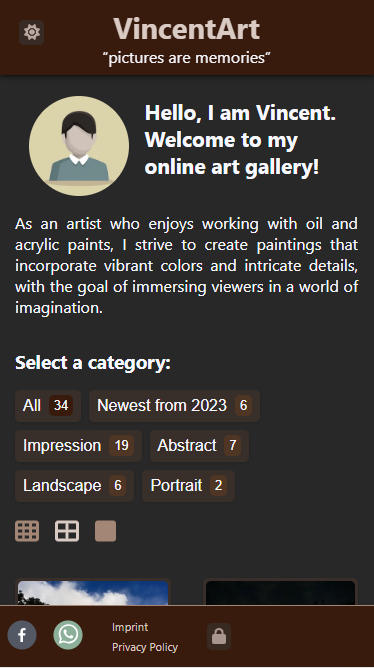 VincentArt
“pictures are memories”
Hello, I am Vincent.
Welcome to my
online art gallery!
As an artist who enjoys working with oil and
acrylic paints, I strive to create paintings that
incorporate vibrant colors and intricate details,
with the goal of immersing viewers in a world of
imagination.
Select a category:
All 34 Newest from 2023 6
Impression 19 Abstract 7
Landscape 6 Portrait 2
Imprint
Privacy Policy